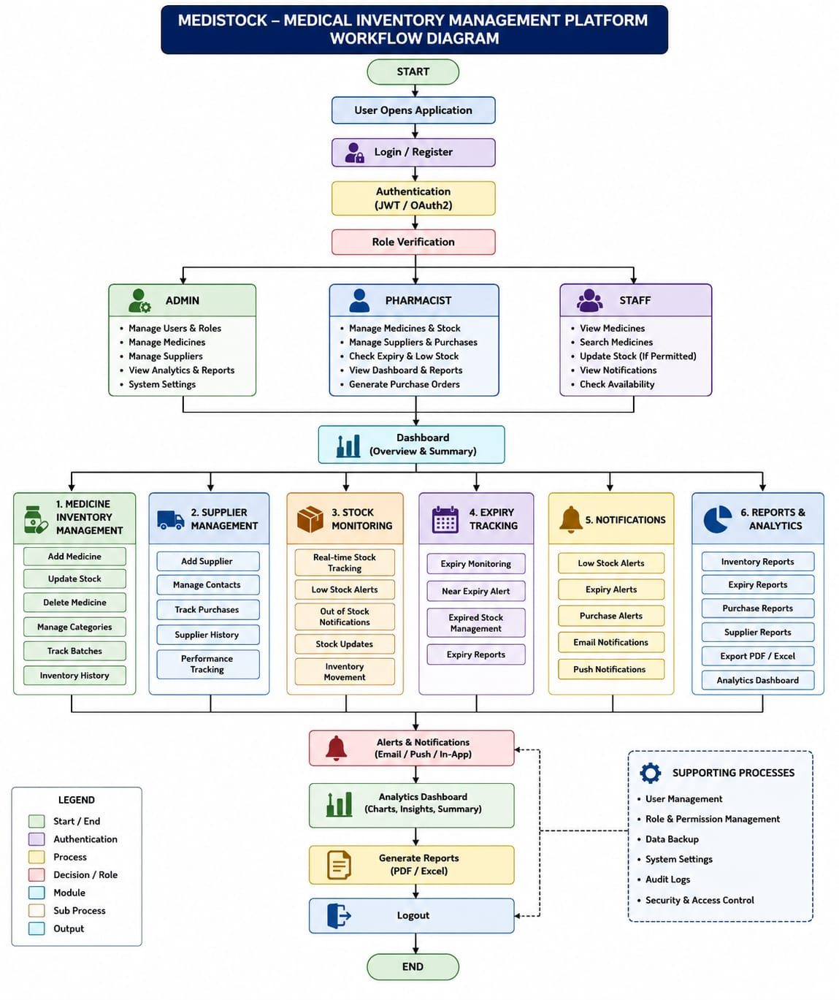 MEDISTOCK – MEDICAL INVENTORY MANAGEMENT PLATFORM
WORKFLOW DIAGRAM
START
User Opens Application
Login / Register
Authentication
(JWT / OAuth2)
Role Verification
ADMIN
• Manage Users & Roles
• Manage Medicines
• Manage Suppliers
• View Analytics & Reports
• System Settings
PHARMACIST
• Manage Medicines & Stock
• Manage Suppliers & Purchases
• Check Expiry & Low Stock
• View Dashboard & Reports
• Generate Purchase Orders
STAFF
• View Medicines
• Search Medicines
• Update Stock (If Permitted)
• View Notifications
• Check Availability
Dashboard
(Overview & Summary)
1. MEDICINE
INVENTORY
MANAGEMENT
Add Medicine
Update Stock
Delete Medicine
Manage Categories
Track Batches
Inventory History
2. SUPPLIER
MANAGEMENT
Add Supplier
Manage Contacts
Track Purchases
Supplier History
Performance
Tracking
3. STOCK
MONITORING
Real-time Stock
Tracking
Low Stock Alerts
Out of Stock
Notifications
Stock Updates
Inventory
Movement
4. EXPIRY
TRACKING
Expiry Monitoring
Near Expiry Alert
Expired Stock
Management
Expiry Reports
5. NOTIFICATIONS
Low Stock Alerts
Expiry Alerts
Purchase Alerts
Email Notifications
Push Notifications
6. REPORTS &
ANALYTICS
Inventory Reports
Expiry Reports
Purchase Reports
Supplier Reports
Export PDF / Excel
Analytics Dashboard
Alerts & Notifications
(Email / Push / In-App)
Analytics Dashboard
(Charts, Insights, Summary)
Generate Reports
(PDF / Excel)
Logout
END
SUPPORTING PROCESSES
• User Management
• Role & Permission Management
• Data Backup
• System Settings
• Audit Logs
• Security & Access Control
LEGEND
Start / End
Authentication
Process
Decision / Role
Module
Sub Process
Output